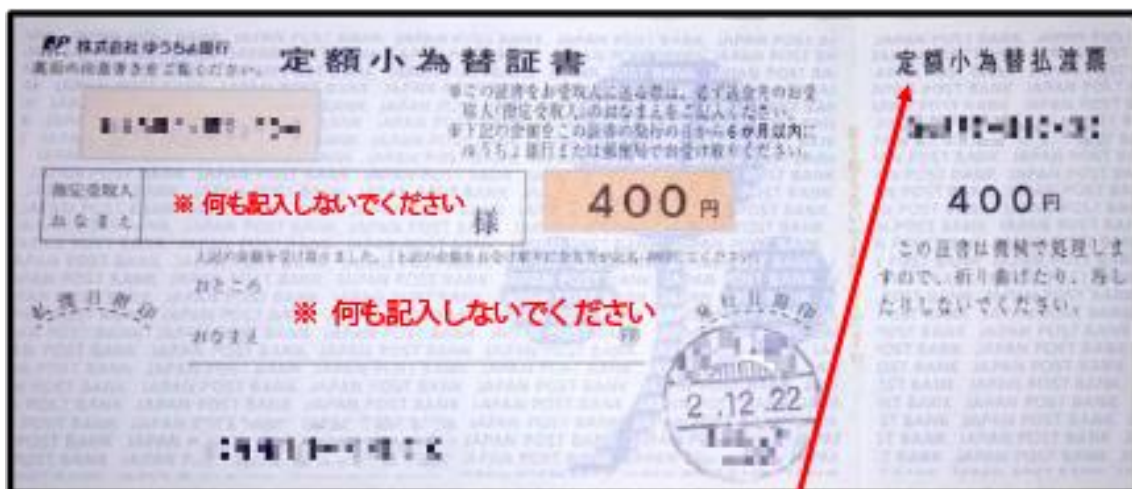 株式会社 ゆうちょ銀行
裏面の注意書きをご覧ください。
定額小為替証書
※この証書をお受取人に送る際は、必ず送金先のお受
取人(指定受取人)のおなまえをご記入ください。
※下記の金額をこの証書の発行の日から6か月以内に
ゆうちょ銀行または郵便局でお受け取りください。
指定受取人
おなまえ
※ 何も記入しないでください
様
400円
おところ
※ 何も記入しないでください
おなまえ
様
2.12.22
定額小為替払渡票
400円
この証書は機械で処理しま
すので、折り曲げたり、汚し
たりしないでください。